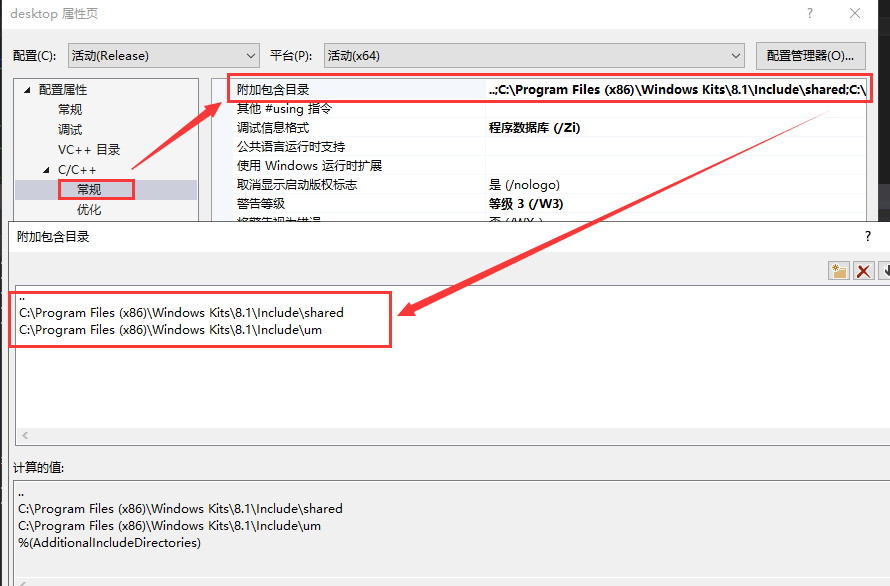 desktop 属性页
?
配置(C):
活动(Release)
平台(P):
活动(x64)
配置管理器(O)...
配置属性
常规
调试
VC++ 目录
C/C++
常规
优化
附加包含目录
..;C:\Program Files (x86)\Windows Kits\8.1\Include\shared;C:\
其他 #using 指令
调试信息格式
程序数据库 (/Zi)
公共语言运行时支持
使用 Windows 运行时扩展
取消显示启动版权标志
是 (/nologo)
警告等级
等级 3 (/W3)
将警告视为错误
否 (/WX-)
附加包含目录
?
..
C:\Program Files (x86)\Windows Kits\8.1\Include\shared
C:\Program Files (x86)\Windows Kits\8.1\Include\um
计算的值:
..
C:\Program Files (x86)\Windows Kits\8.1\Include\shared
C:\Program Files (x86)\Windows Kits\8.1\Include\um
%(AdditionalIncludeDirectories)